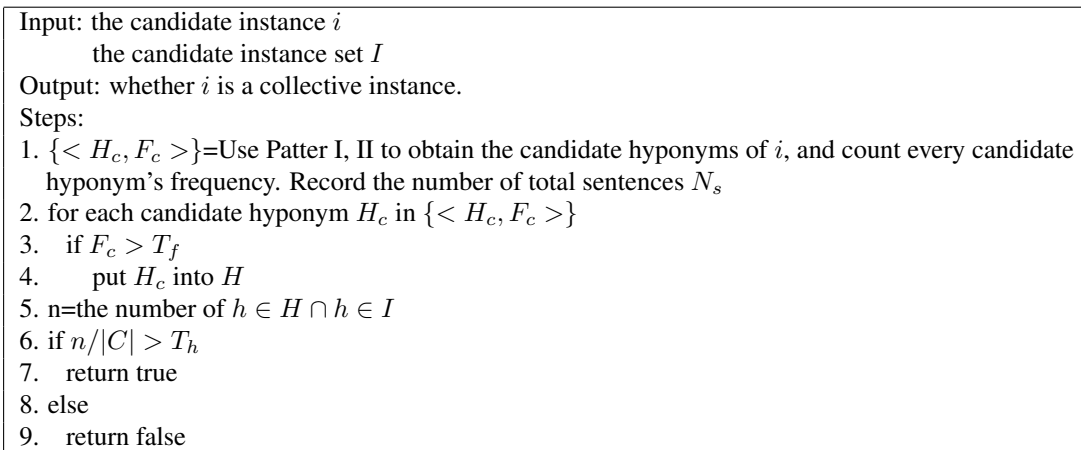 Input: the candidate instance i
the candidate instance set I
Output: whether i is a collective instance.
Steps:
1. {< H_c, F_c >}=Use Patter I, II to obtain the candidate hyponyms of i, and count every candidate
hyponym's frequency. Record the number of total sentences N_s
2. for each candidate hyponym H_c in {< H_c, F_c >}
3. if F_c > T_f
4. put H_c into H
5. n=the number of h ∈ H ∩ h ∈ I
6. if n/|C| > T_h
7. return true
8. else
9. return false